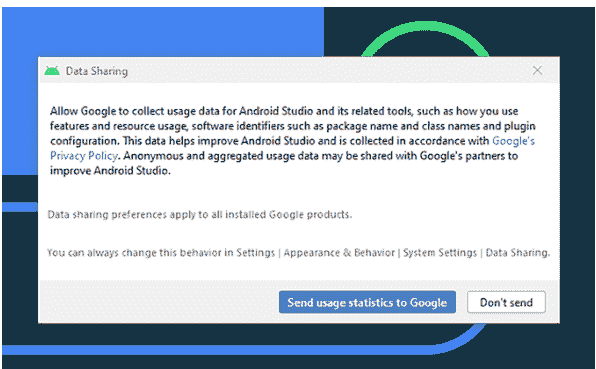 Data Sharing
Allow Google to collect usage data for Android Studio and its related tools, such as how you use
features and resource usage, software identifiers such as package name and class names and plugin
configuration. This data helps improve Android Studio and is collected in accordance with Google's
Privacy Policy. Anonymous and aggregated usage data may be shared with Google's partners to
improve Android Studio.
Data sharing preferences apply to all installed Google products.
You can always change this behavior in Settings | Appearance & Behavior | System Settings | Data Sharing.
Send usage statistics to Google
Don't send